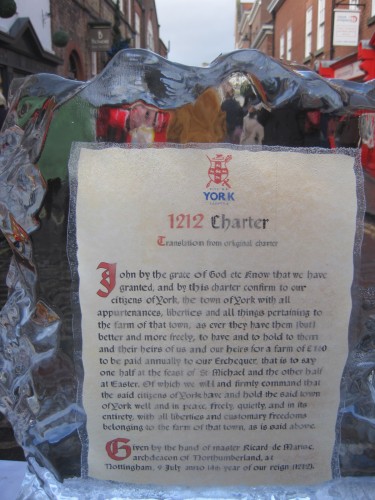 YORK
1212 Charter
Translation from original charter
John by the grace of God etc Know that we have
granted, and by this charter confirm to our
citizens of York, the town of York with all
appurtenances, liberties and all things pertaining to
the farm of that town, as ever they have them (but)
better and more freely, to have and to hold to them
and their heirs of us and our heirs for a farm of £160
to be paid annually to our Exchequer, that is to say
one half at the feast of St Michael and the other half
at Easter. Of which we will and firmly command that
the said citizens of York have and hold the said town
of York well and in peace, freely, quietly, and in its
entirety, with all liberties and customary freedoms
belonging to the farm of that town, as is said above.
Given by the hand of master Ricard de Marisc,
archdeacon of Northumberland, at
Nottingham, 9 July anno 14th year of our reign